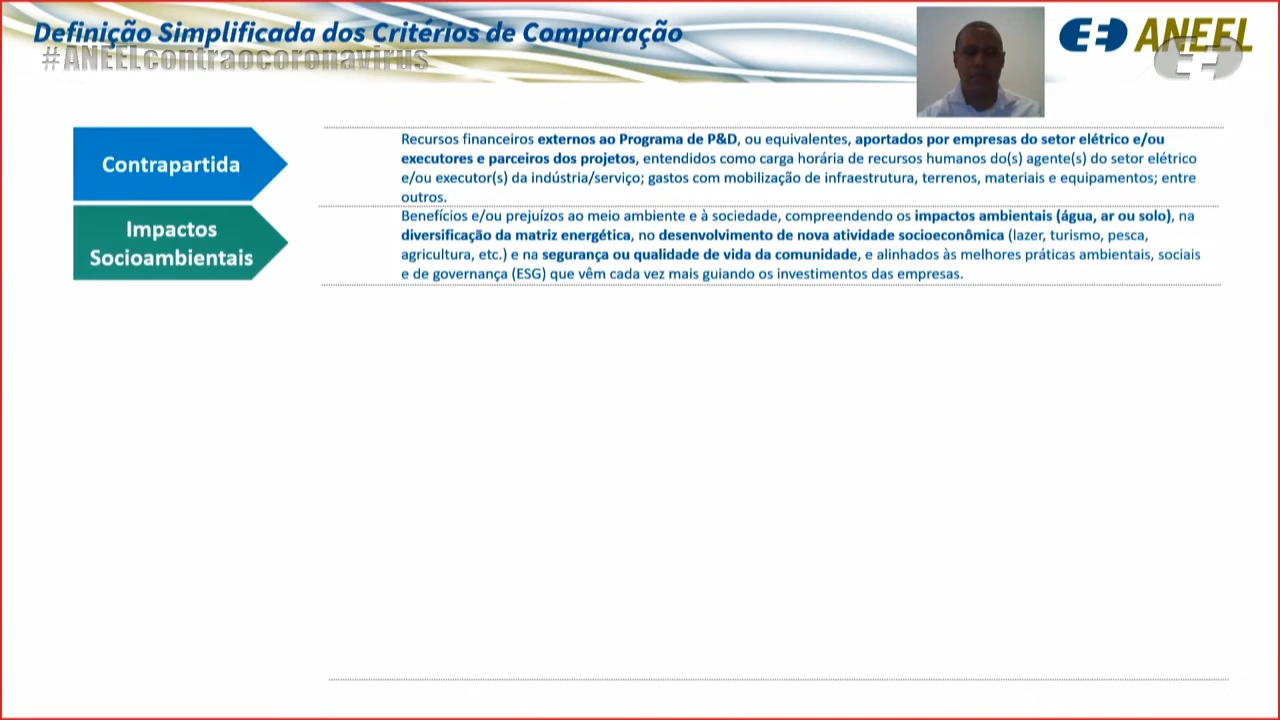 Definição Simplificada dos Critérios de Comparação
#ANEELcontraocoronavirus
ANEEL
Contrapartida
Recursos financeiros externos ao Programa de P&D, ou equivalentes, aportados por empresas do setor elétrico e/ou
executores e parceiros dos projetos, entendidos como carga horária de recursos humanos do(s) agente(s) do setor elétrico
e/ou executor(s) da indústria/serviço; gastos com mobilização de infraestrutura, terrenos, materiais e equipamentos; entre
outros.
Impactos
Socioambientais
Benefícios e/ou prejuízos ao meio ambiente e à sociedade, compreendendo os impactos ambientais (água, ar ou solo), na
diversificação da matriz energética, no desenvolvimento de nova atividade socioeconômica (lazer, turismo, pesca,
agricultura, etc.) e na segurança ou qualidade de vida da comunidade, e alinhados às melhores práticas ambientais, sociais
e de governança (ESG) que vêm cada vez mais guiando os investimentos das empresas.